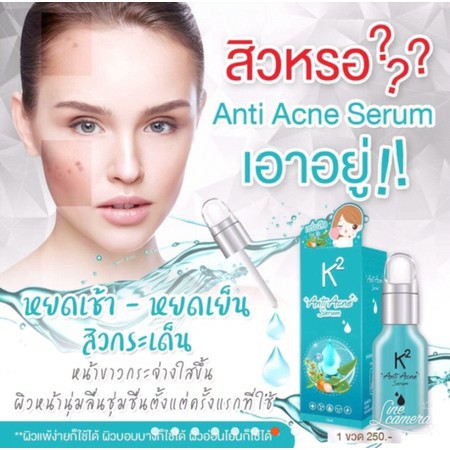 สิวหรอ???
Anti Acne Serum
เอาอยู่!!
K2
"Anti Acne"
Serum
K2
"Anti Acne"
Serum
หยดเช้า - หยดเย็น
สิวกระเด็น
หน้าขาวกระจ่างใสขึ้น
ผิวหน้านุ่มลื่นชุ่มชื่นตั้งแต่ครั้งแรกที่ใช้
**ผิวแพ้ง่ายก็ใช้ได้ ผิวบอบบางก็ใช้ได้ ผิวอ่อนโยนก็ใช้ได้
1 ขวด 250.-
Line camera